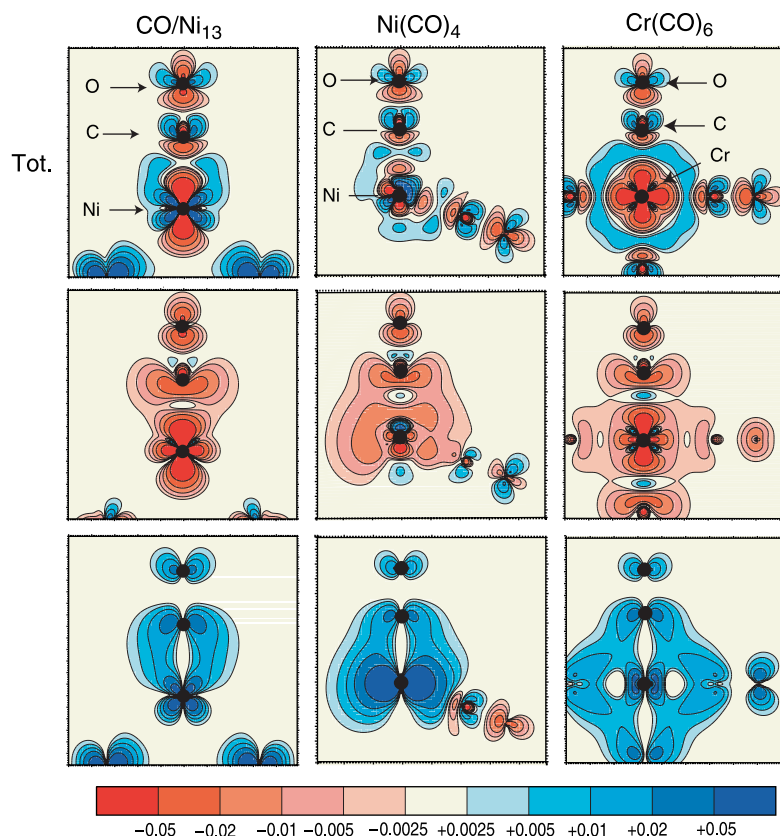 CO/Ni13 Ni(CO)4 Cr(CO)6
O O O
C C C
Cr
Tot.
Ni Ni
−0.05 −0.02 −0.01 −0.005 −0.0025 +0.0025 +0.005 +0.01 +0.02 +0.05